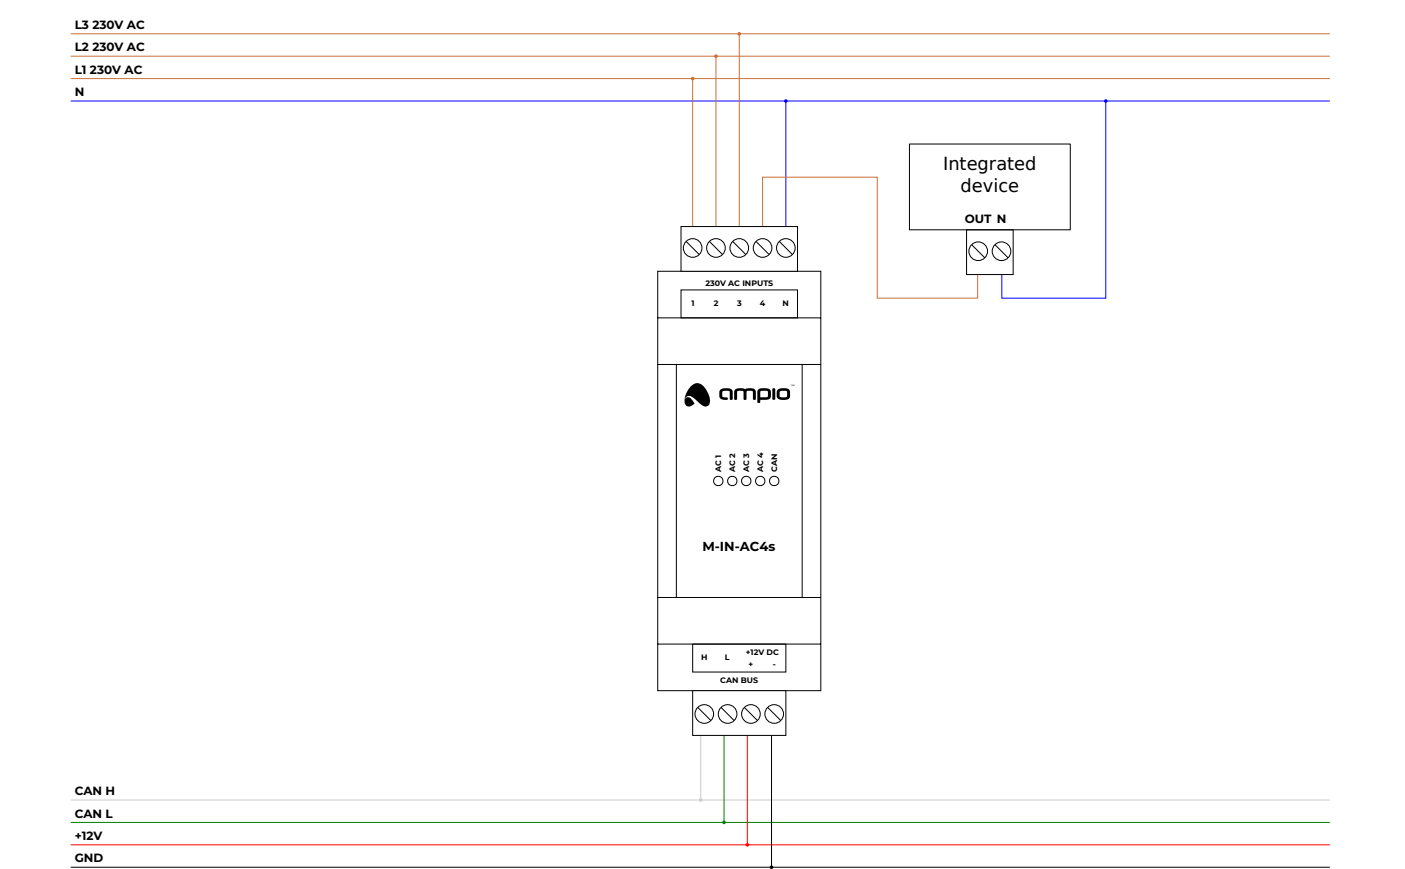 L3 230V AC
L2 230V AC
L1 230V AC
N
Integrated
device
OUT N
230V AC INPUTS
1 2 3 4 N
ampio
AC 1 AC 2 AC 3 AC 4 CAN
M-IN-AC4s
H L +12V DC
+ -
CAN BUS
CAN H
CAN L
+12V
GND